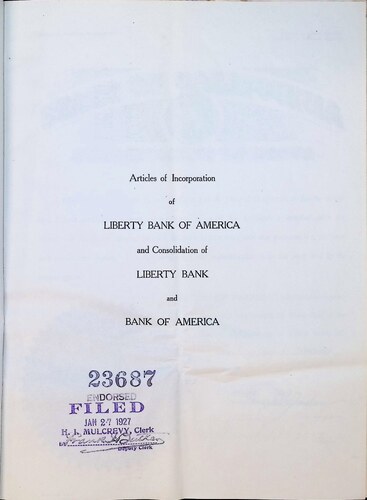 Articles of Incorporation
of
LIBERTY BANK OF AMERICA
and Consolidation of
LIBERTY BANK
and
BANK OF AMERICA
23687
ENDORSED
FILED
JAN 27 1927
H. I. MULCREVY, Clerk
By
Deputy Clerk